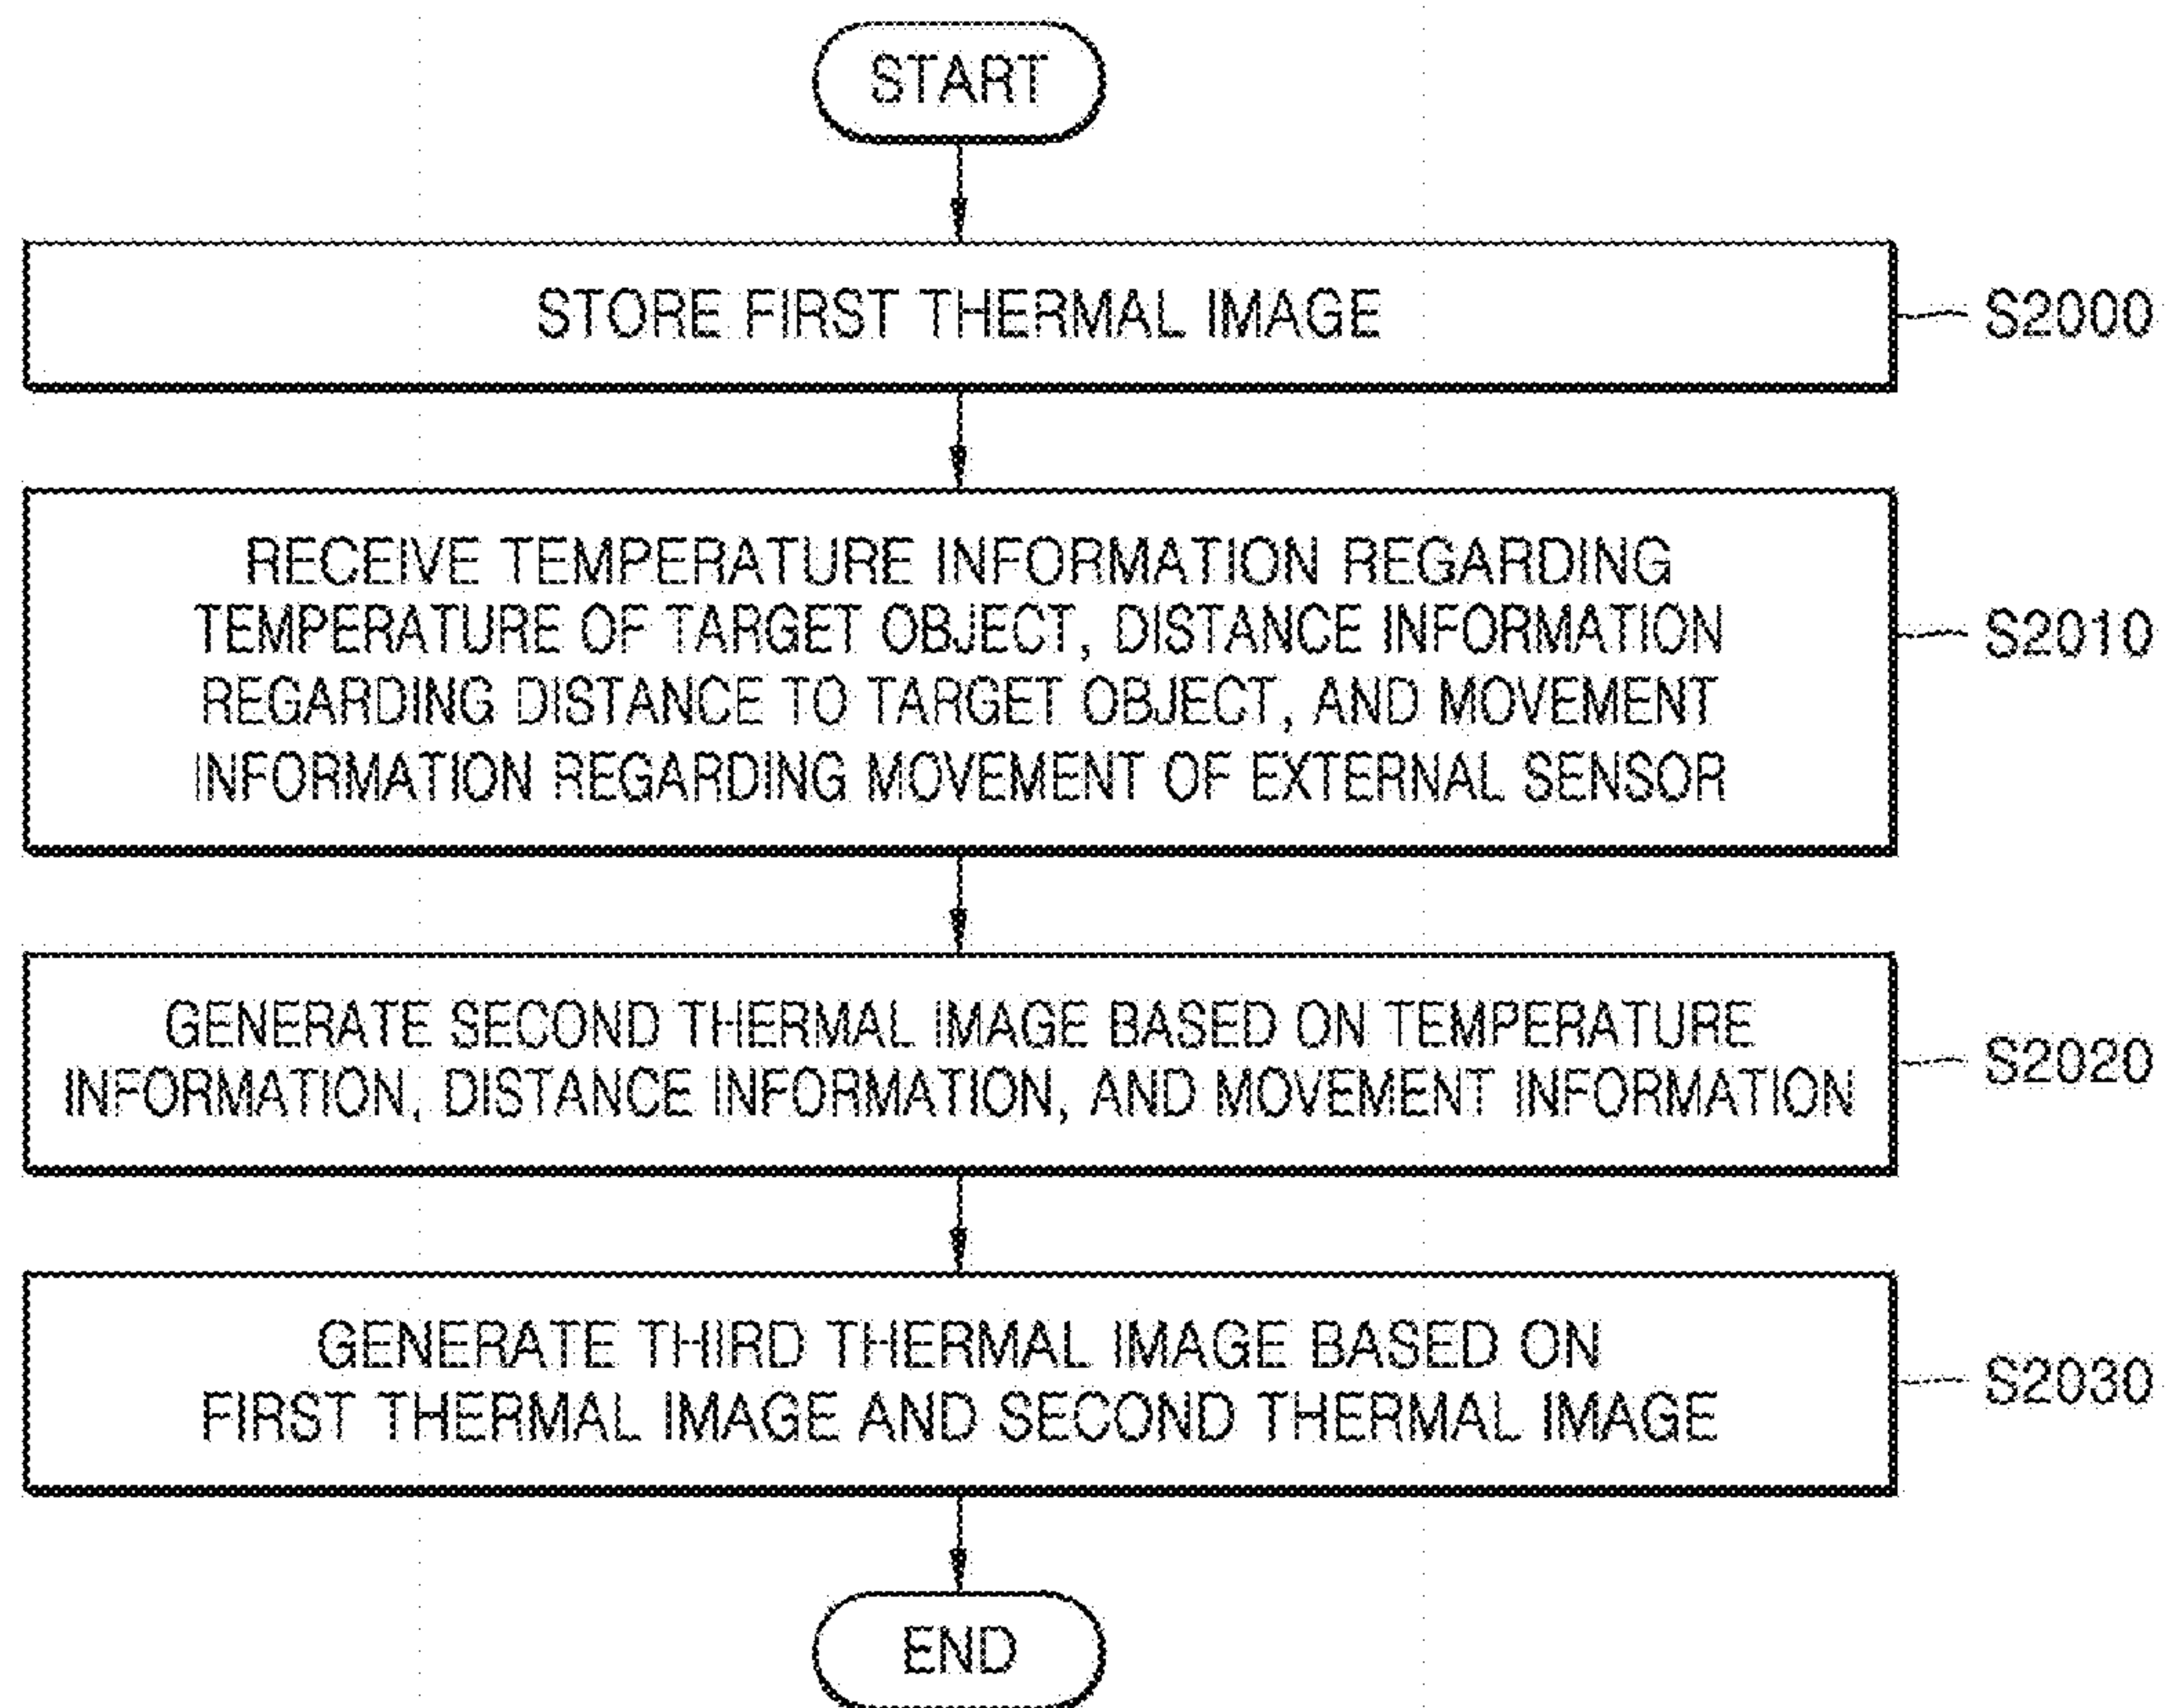 START
STORE FIRST THERMAL IMAGE
S2000
RECEIVE TEMPERATURE INFORMATION REGARDING
TEMPERATURE OF TARGET OBJECT, DISTANCE INFORMATION
REGARDING DISTANCE TO TARGET OBJECT, AND MOVEMENT
INFORMATION REGARDING MOVEMENT OF EXTERNAL SENSOR
S2010
GENERATE SECOND THERMAL IMAGE BASED ON TEMPERATURE
INFORMATION, DISTANCE INFORMATION, AND MOVEMENT INFORMATION
S2020
GENERATE THIRD THERMAL IMAGE BASED ON
FIRST THERMAL IMAGE AND SECOND THERMAL IMAGE
S2030
END